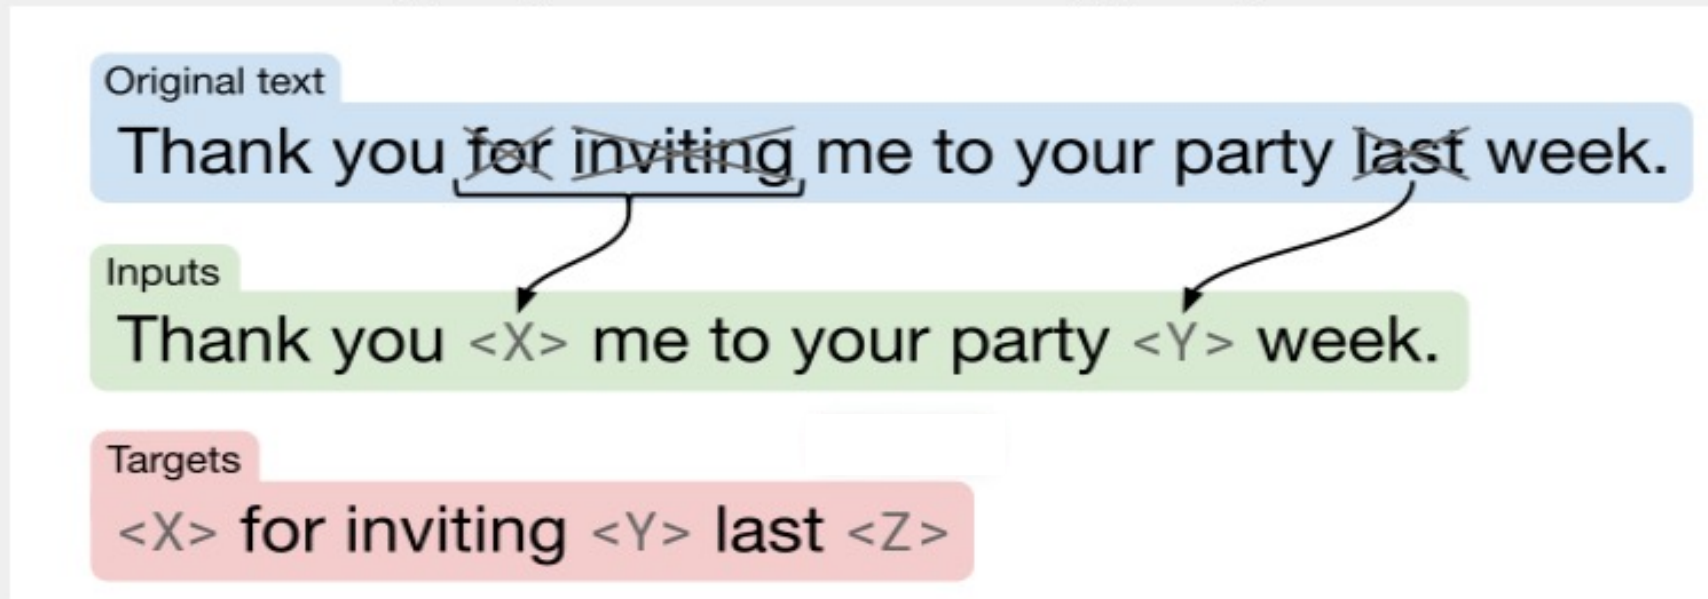 Original text
Thank you for inviting me to your party last week.
Inputs
Thank you <X> me to your party <Y> week.
Targets
<X> for inviting <Y> last <Z>